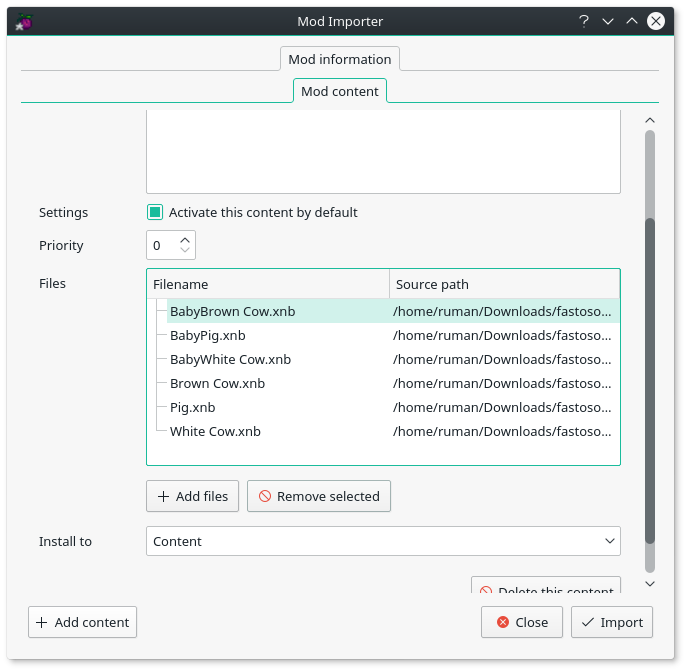 Mod Importer
Mod information
Mod content
Settings Activate this content by default
Priority 0
Files Filename Source path
BabyBrown Cow.xnb /home/ruman/Downloads/fastoso...
BabyPig.xnb /home/ruman/Downloads/fastoso...
BabyWhite Cow.xnb /home/ruman/Downloads/fastoso...
Brown Cow.xnb /home/ruman/Downloads/fastoso...
Pig.xnb /home/ruman/Downloads/fastoso...
White Cow.xnb /home/ruman/Downloads/fastoso...
Add files Remove selected
Install to Content
Delete this content
Add content Close Import